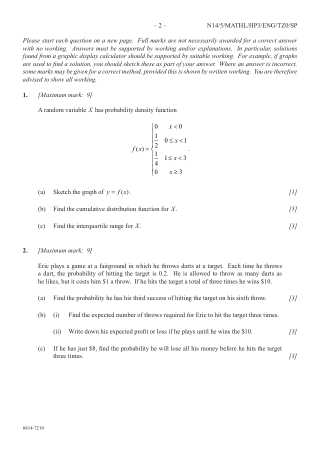 – 2 –
N14/5/MATHL/HP3/ENG/TZ0/SP
Please start each question on a new page. Full marks are not necessarily awarded for a correct answer
with no working. Answers must be supported by working and/or explanations. In particular, solutions
found from a graphic display calculator should be supported by suitable working. For example, if graphs
are used to find a solution, you should sketch these as part of your answer. Where an answer is incorrect,
some marks may be given for a correct method, provided this is shown by written working. You are therefore
advised to show all working.
1. [Maximum mark: 9]
A random variable X has probability density function
f(x) = { 0 x < 0
1/2 0 ≤ x < 1
1/4 1 ≤ x < 3
0 x ≥ 3
(a) Sketch the graph of y = f(x). [1]
(b) Find the cumulative distribution function for X. [5]
(c) Find the interquartile range for X. [3]
2. [Maximum mark: 9]
Eric plays a game at a fairground in which he throws darts at a target. Each time he throws
a dart, the probability of hitting the target is 0.2. He is allowed to throw as many darts as
he likes, but it costs him $1 a throw. If he hits the target a total of three times he wins $10.
(a) Find the probability he has his third success of hitting the target on his sixth throw. [3]
(b) (i) Find the expected number of throws required for Eric to hit the target three times.
(ii) Write down his expected profit or loss if he plays until he wins the $10. [3]
(c) If he has just $8, find the probability he will lose all his money before he hits the target
three times. [3]